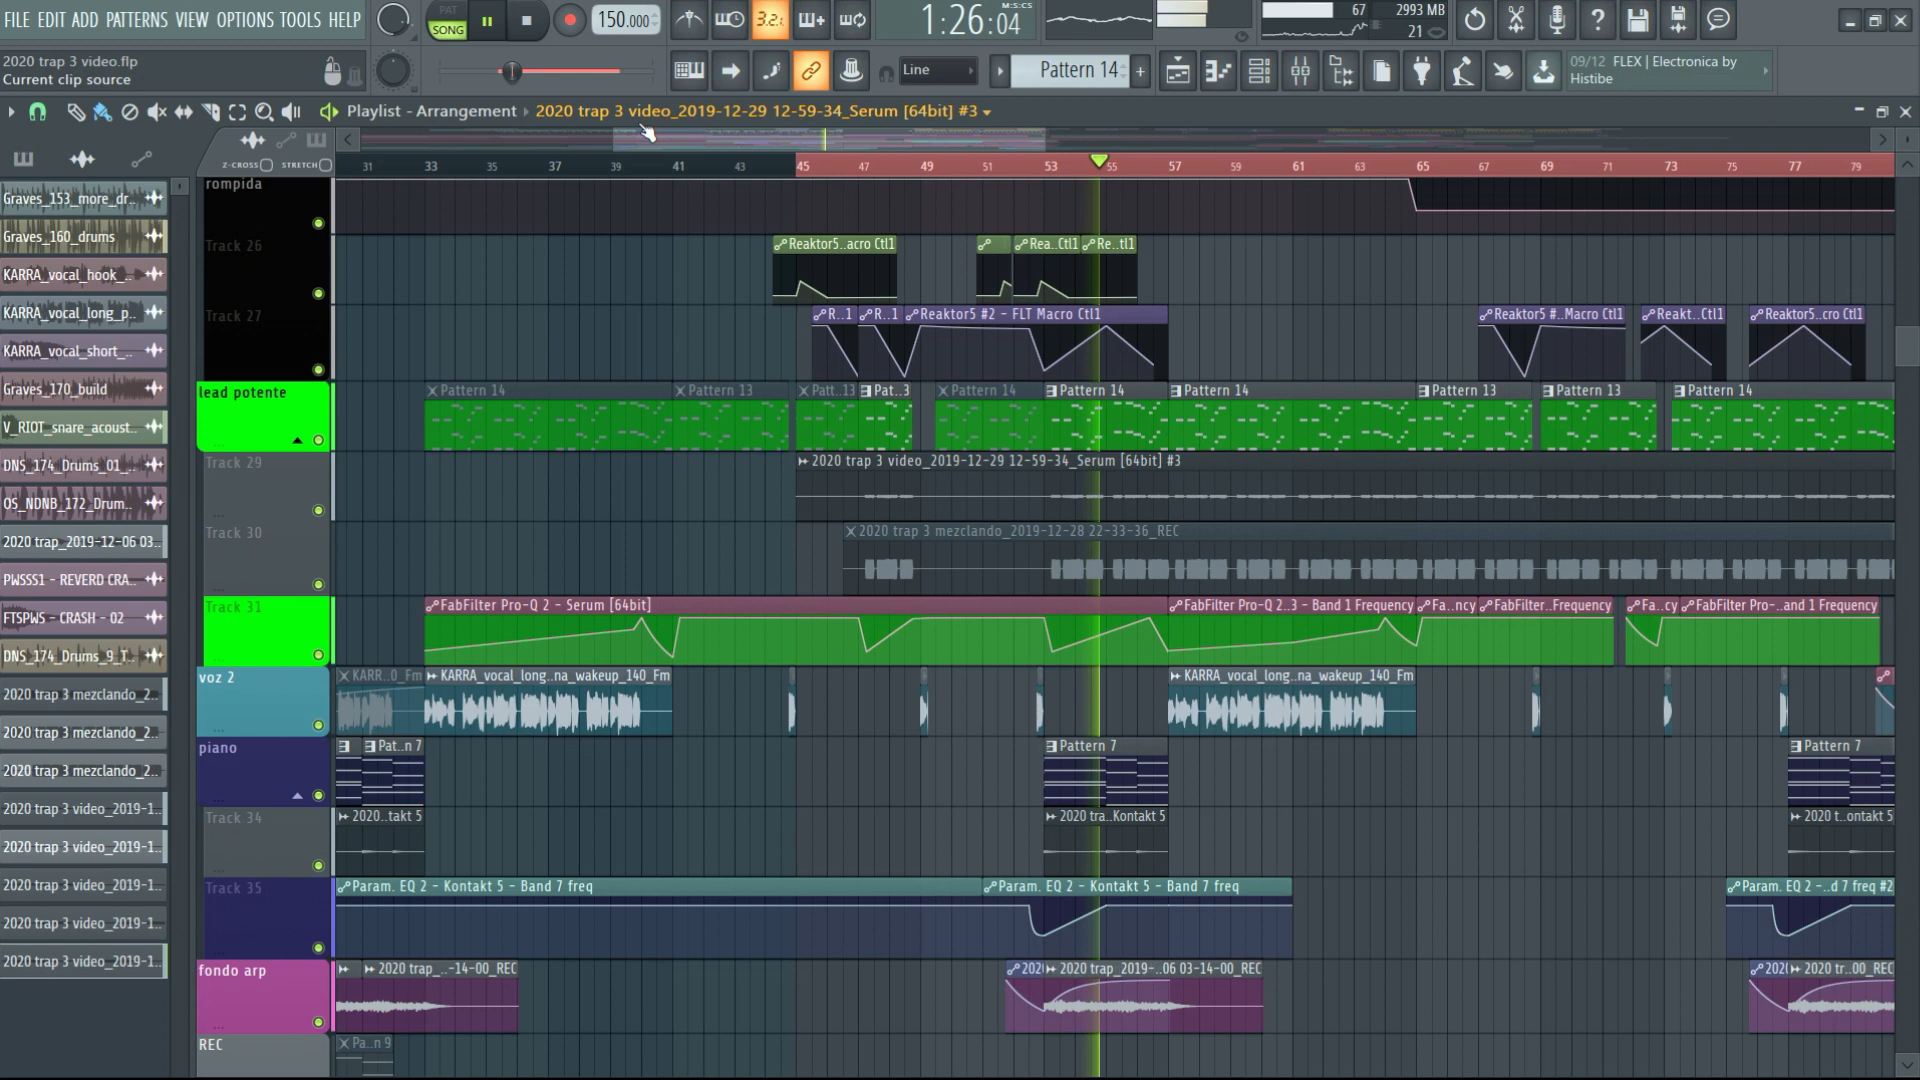 FILE EDIT ADD PATTERNS VIEW OPTIONS TOOLS HELP
PAT
SONG
150.000
3.2.
1:26:04
M:S:CS
67
2993 MB
21
2020 trap 3 video.flp
Current clip source
Line
Pattern 14
09/12 FLEX | Electronica by
Histibe
Playlist - Arrangement
2020 trap 3 video_2019-12-29 12-59-34_Serum [64bit] #3
Z-CROSS
STRETCH
31 33 35 37 39 41 43 45 47 49 51 53 55 57 59 61 63 65 67 69 71 73 75 77 79
Graves_153_more_dr..
Graves_160_drums
KARRA_vocal_hook_..
KARRA_vocal_long_p..
KARRA_vocal_short_..
Graves_170_build
V_RIOT_snare_acoust..
DNS_174_Drums_01_..
OS_NDNB_172_Drum..
2020 trap_2019-12-06 03..
PWSSS1 - REVERD CRA..
FTSPWS - CRASH - 02
DNS_174_Drums_9_T..
2020 trap 3 mezclando_2..
2020 trap 3 mezclando_2..
2020 trap 3 mezclando_2..
2020 trap 3 video_2019-1..
2020 trap 3 video_2019-1..
2020 trap 3 video_2019-1..
2020 trap 3 video_2019-1..
2020 trap 3 video_2019-1..
rompida
Track 26
Reaktor5..acro Ctl1
Rea..Ctl1
Re..tl1
Track 27
R..1
R..1
Reaktor5 #2 - FLT Macro Ctl1
Reaktor5 #..Macro Ctl1
Reakt..Ctl1
Reaktor5..cro Ctl1
lead potente
Pattern 14
Pattern 13
Patt..13
Pat..3
Pattern 14
Pattern 14
Pattern 14
Pattern 13
Pattern 13
Pattern 14
Track 29
2020 trap 3 video_2019-12-29 12-59-34_Serum [64bit] #3
Track 30
2020 trap 3 mezclando_2019-12-28 22-33-36_REC
Track 31
FabFilter Pro-Q 2 - Serum [64bit]
FabFilter Pro-Q 2..3 - Band 1 Frequency
Fa..ncy
FabFilter..Frequency
Fa..cy
FabFilter Pro-..and 1 Frequency
voz 2
KARR..0_Fm
KARRA_vocal_long..na_wakeup_140_Fm
KARRA_vocal_long..na_wakeup_140_Fm
piano
Pat..n 7
Pattern 7
Pattern 7
Track 34
2020..takt 5
2020 tra..Kontakt 5
2020 t..ontakt 5
Track 35
Param. EQ 2 - Kontakt 5 - Band 7 freq
Param. EQ 2 - Kontakt 5 - Band 7 freq
Param. EQ 2 -..d 7 freq #2
fondo arp
2020 trap_..-14-00_REC
2020 trap_2019-..06 03-14-00_REC
2020 tr..00_REC
REC
Pa..n 9